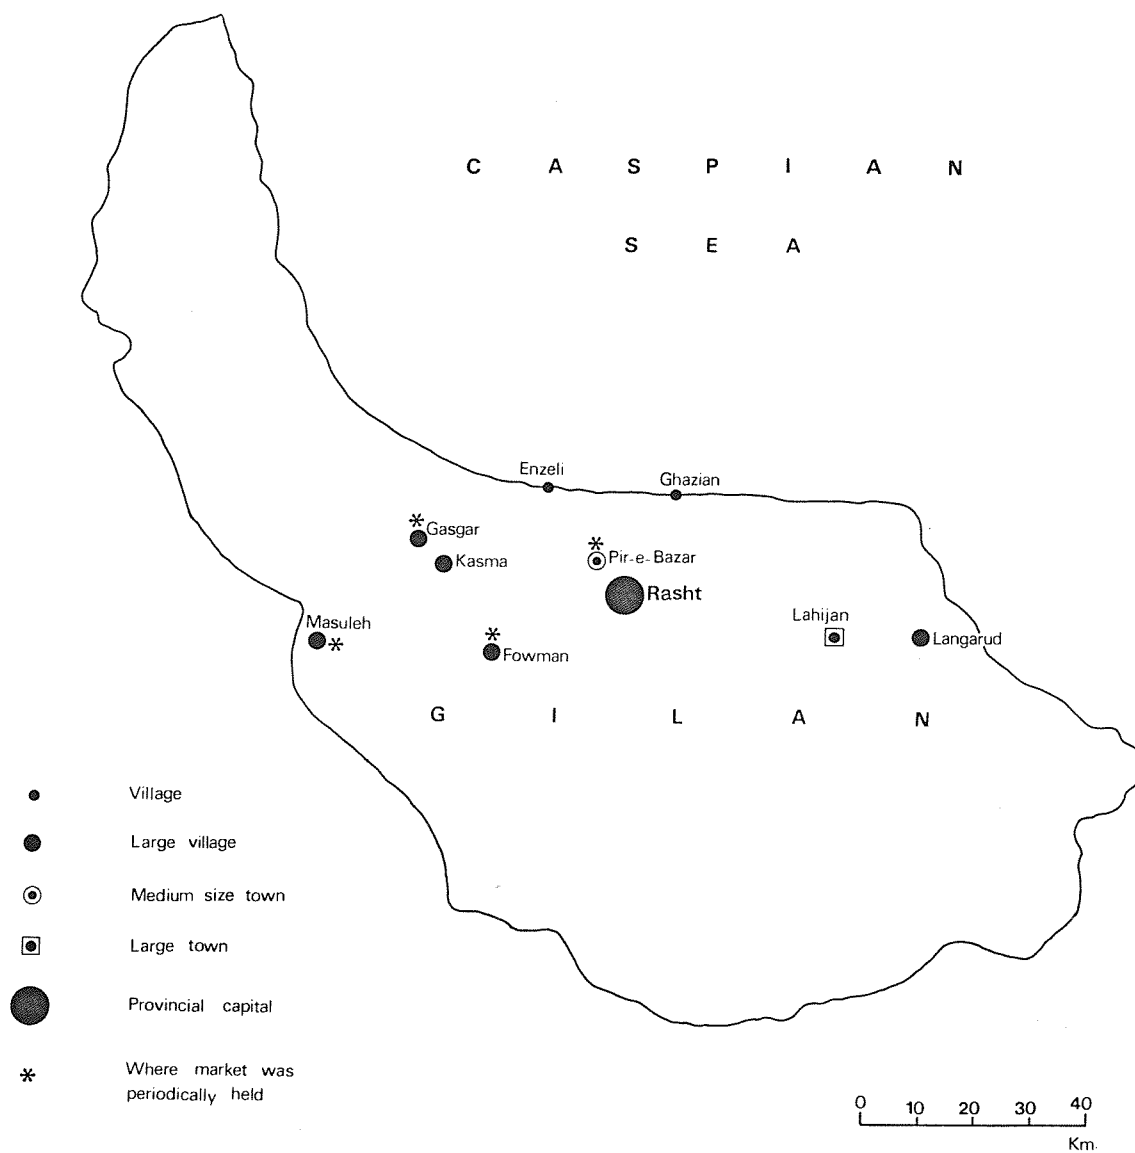 C A S P I A N
S E A
Enzeli
Ghazian
Gasgar
Kasma
Pir-e-Bazar
Rasht
Masuleh
Fowman
Lahijan
Langarud
G I L A N
Village
Large village
Medium size town
Large town
Provincial capital
Where market was
periodically held
0 10 20 30 40
Km.